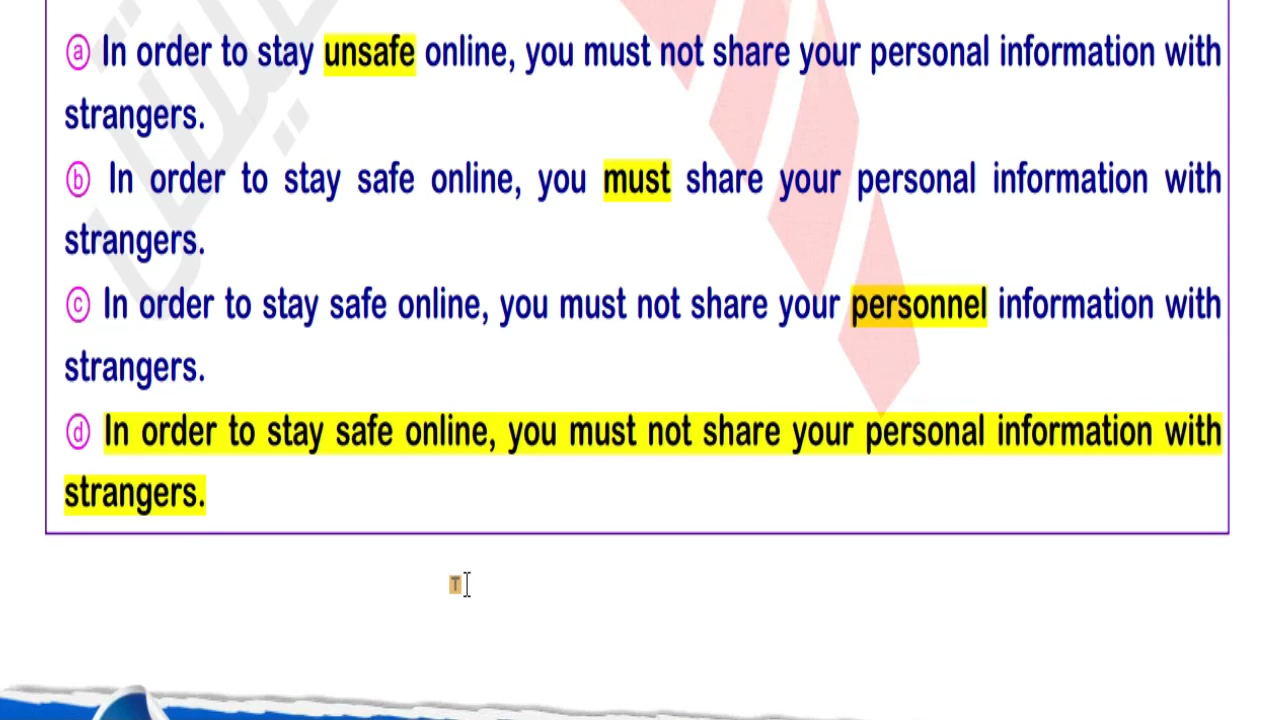 ⓐ In order to stay unsafe online, you must not share your personal information with
strangers.
ⓑ In order to stay safe online, you must share your personal information with
strangers.
ⓒ In order to stay safe online, you must not share your personnel information with
strangers.
ⓓ In order to stay safe online, you must not share your personal information with
strangers.
T